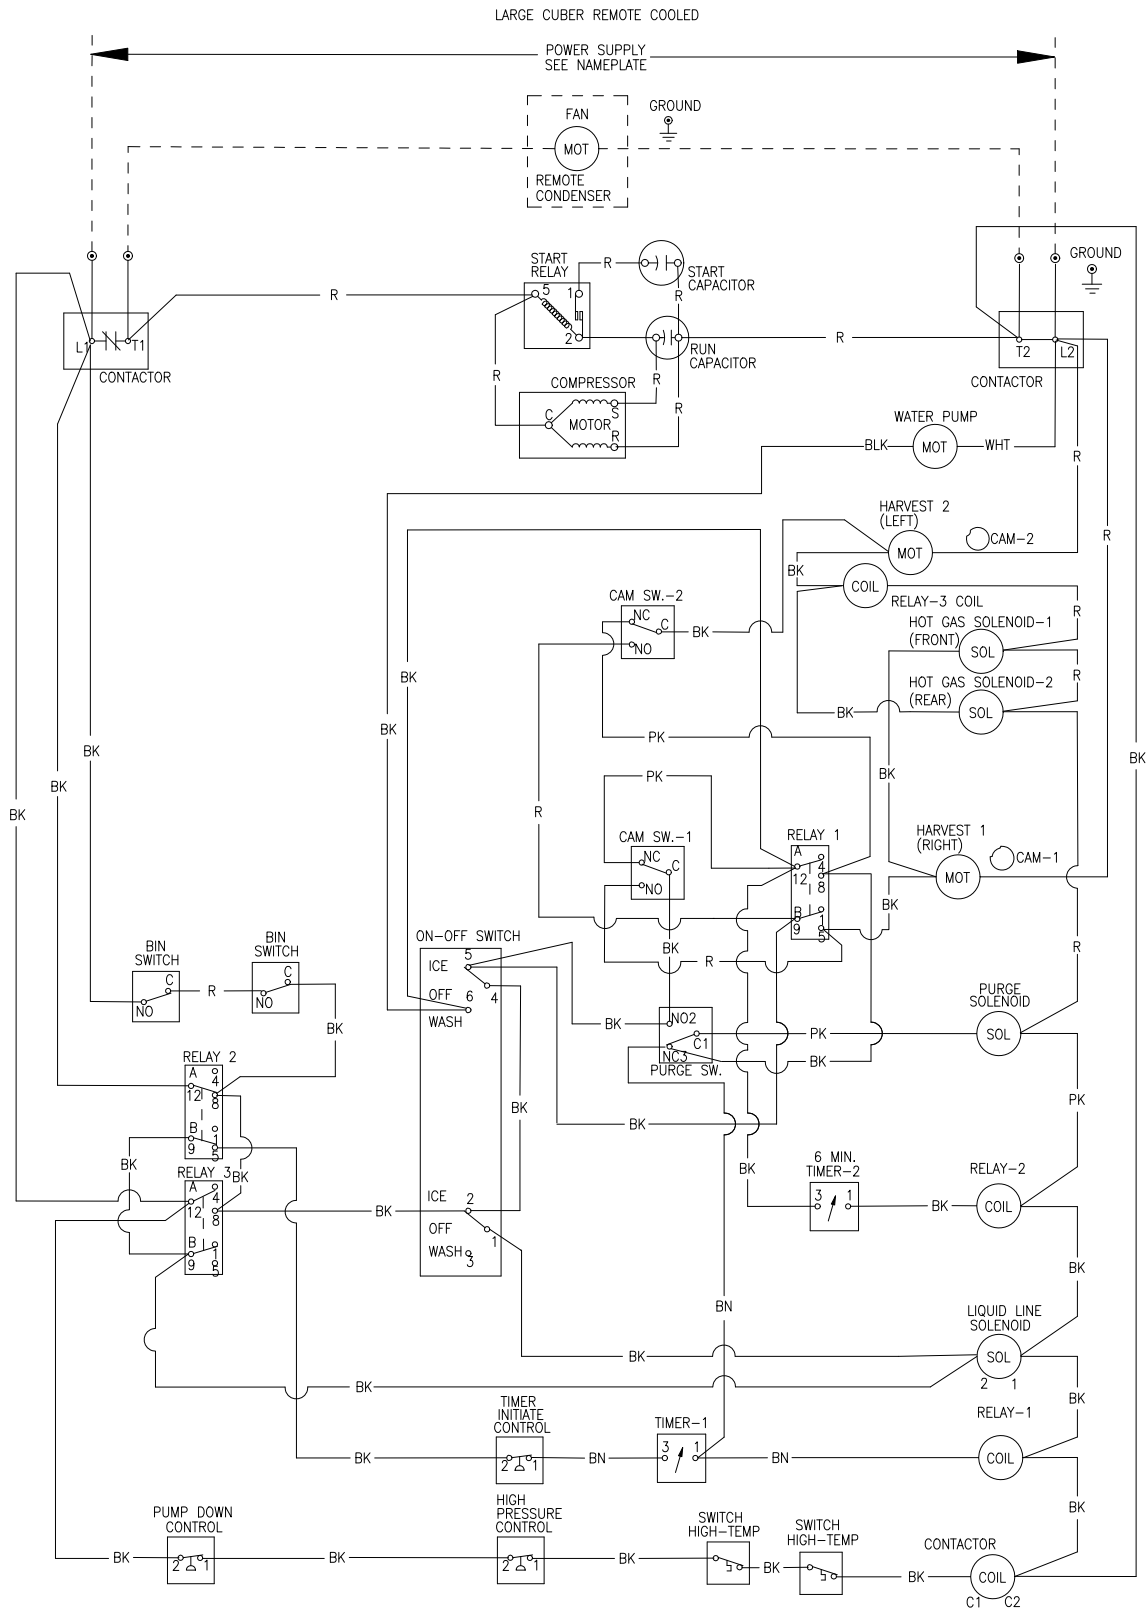 LARGE CUBER REMOTE COOLED
POWER SUPPLY
SEE NAMEPLATE
FAN
MOT
REMOTE
CONDENSER
GROUND
GROUND
START
RELAY
5
1
2
R
START
CAPACITOR
R
R
R
L1
T1
CONTACTOR
RUN
CAPACITOR
T2
L2
CONTACTOR
R
R
R
COMPRESSOR
C
MOTOR
S
R
WATER PUMP
BLK
MOT
WHT
R
HARVEST 2
(LEFT)
MOT
CAM-2
R
BK
COIL
RELAY-3 COIL
R
CAM SW.-2
NC
C
NO
BK
HOT GAS SOLENOID-1
(FRONT)
SOL
R
HOT GAS SOLENOID-2
(REAR)
BK
SOL
BK
BK
BK
BK
BK
PK
BK
BK
PK
R
CAM SW.-1
NC
C
NO
RELAY 1
A
4
12
8
B
1
9
5
HARVEST 1
(RIGHT)
MOT
CAM-1
BK
BK
R
R
BIN
SWITCH
C
NO
R
BIN
SWITCH
C
NO
BK
ON-OFF SWITCH
5
ICE
OFF
6
4
WASH
BK
NO2
C1
NC3
PURGE SW.
PK
BK
PURGE
SOLENOID
SOL
RELAY 2
A
4
12
8
B
1
9
5
BK
BK
PK
BK
RELAY 3
BK
A
4
12
8
B
1
9
5
BK
ICE
2
OFF
1
WASH
3
BK
6 MIN.
TIMER-2
3
1
BK
RELAY-2
COIL
BK
BN
LIQUID LINE
SOLENOID
BK
SOL
2
1
BK
BK
RELAY-1
TIMER
INITIATE
CONTROL
2
1
BK
BN
TIMER-1
3
1
BN
COIL
BK
PUMP DOWN
CONTROL
2
1
BK
BK
HIGH
PRESSURE
CONTROL
2
1
BK
SWITCH
HIGH-TEMP
BK
SWITCH
HIGH-TEMP
BK
CONTACTOR
COIL
C1
C2